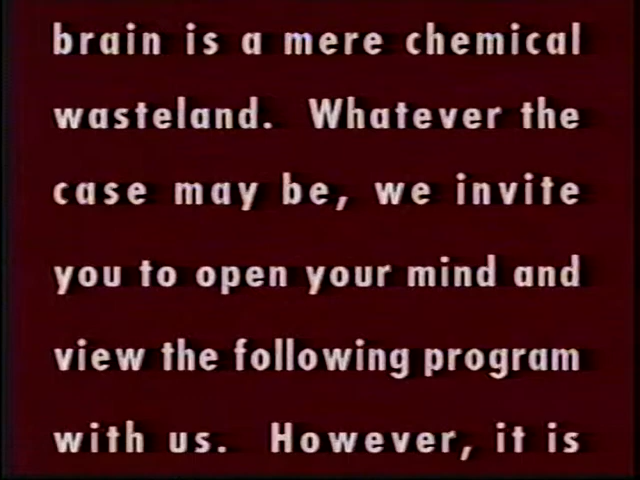 brain is a mere chemical
wasteland. Whatever the
case may be, we invite
you to open your mind and
view the following program
with us. However, it is